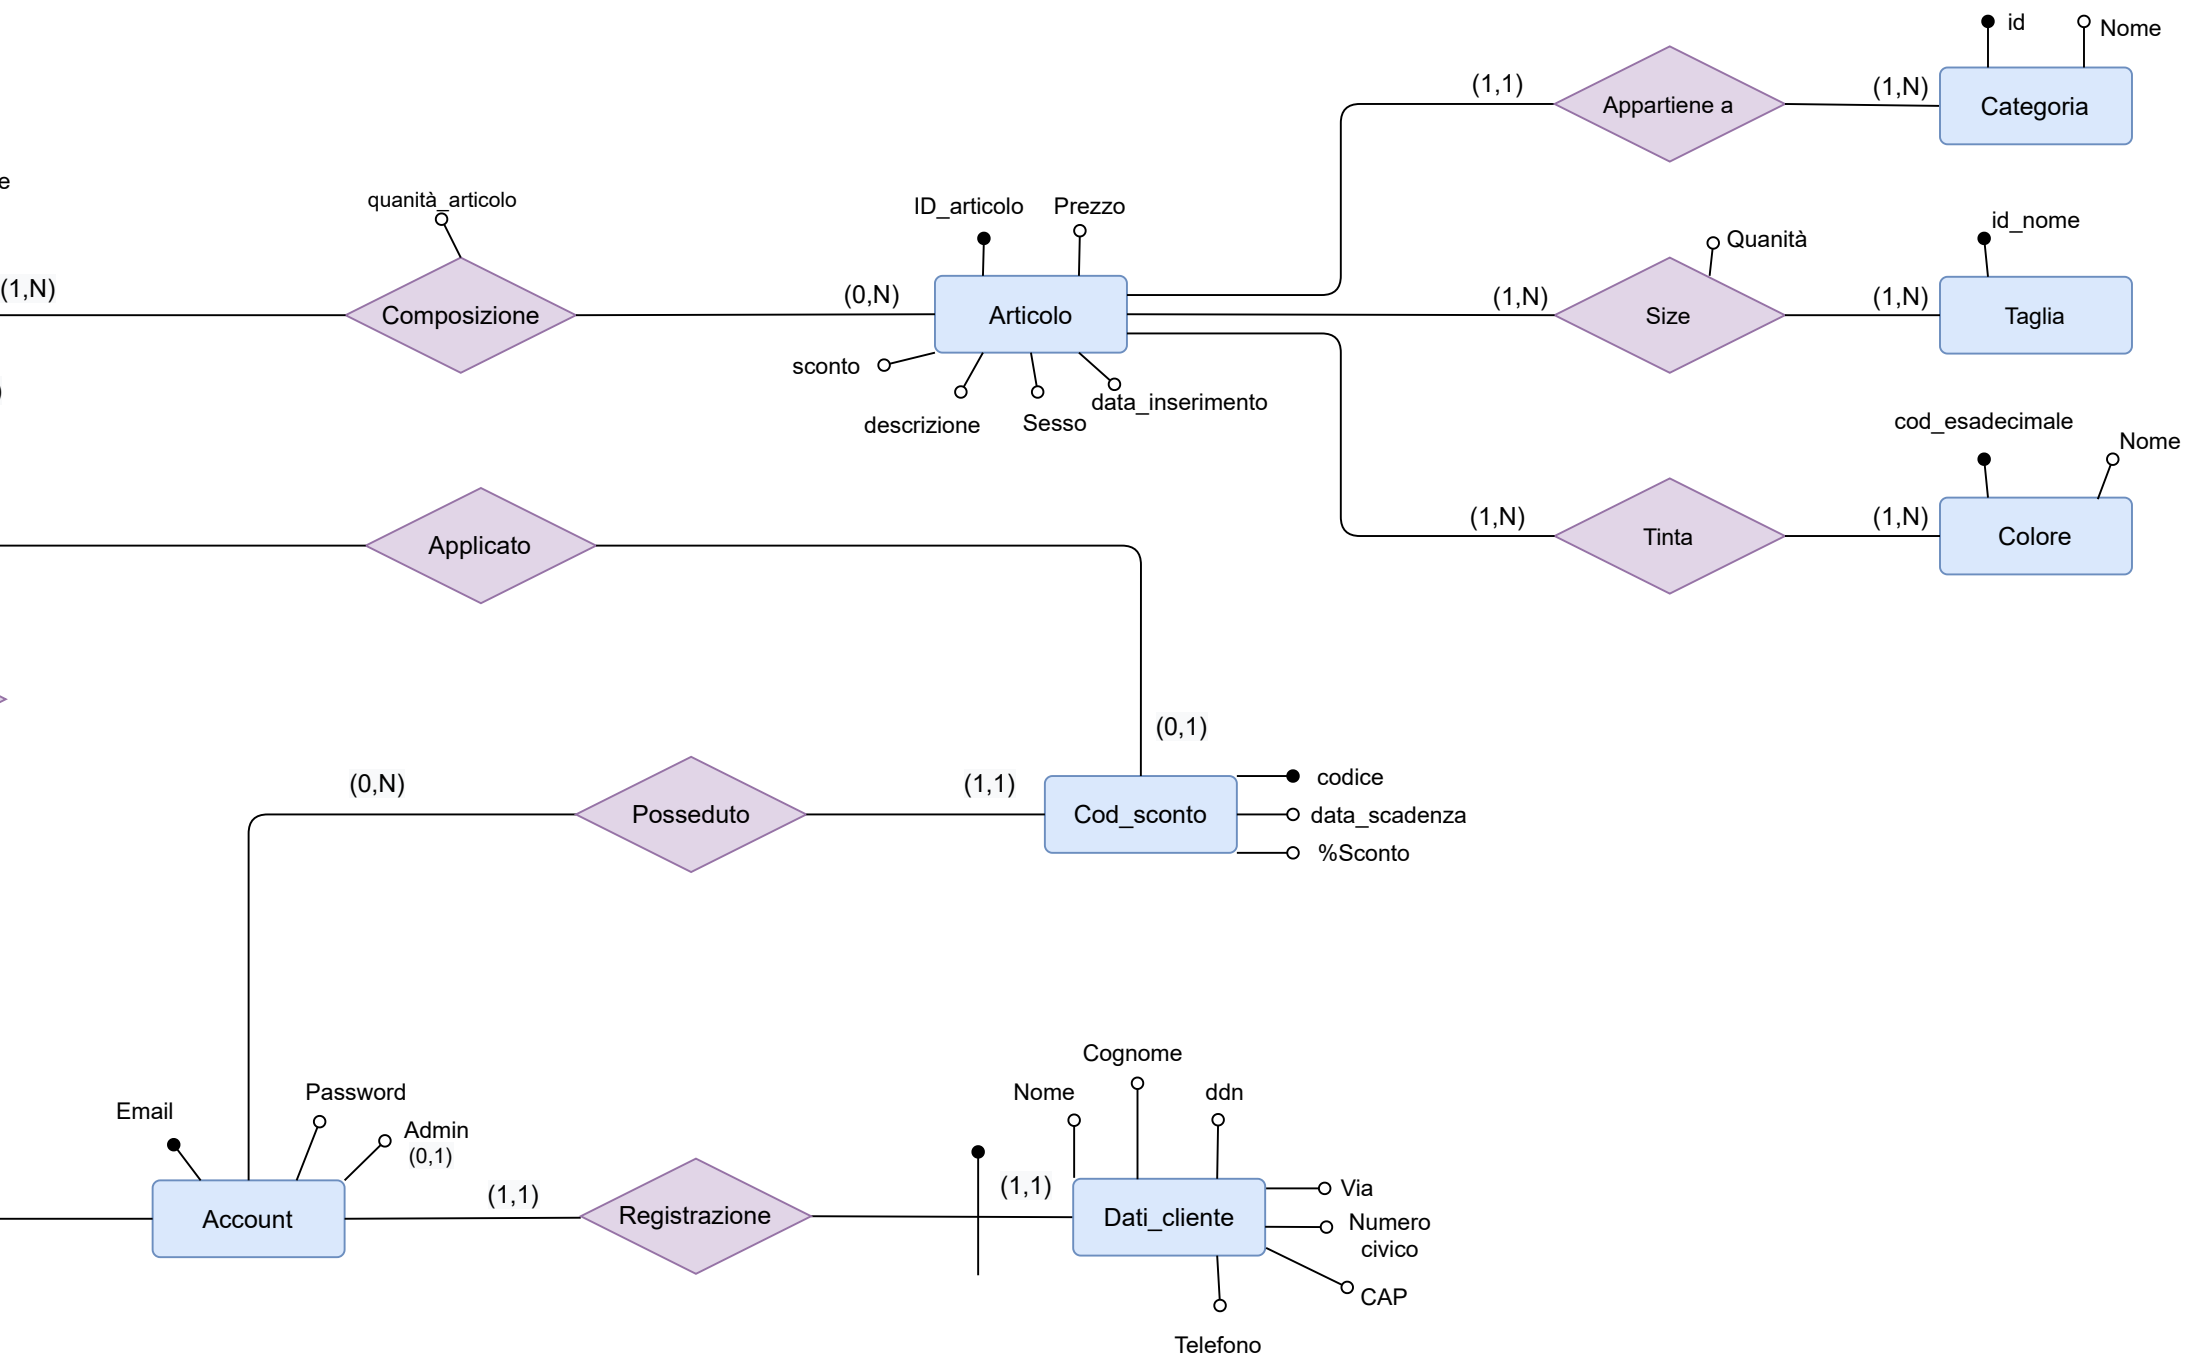 id
Nome
(1,1)
Appartiene a
(1,N)
Categoria
e
quanità_articolo
ID_articolo
Prezzo
id_nome
Quanità
(1,N)
Composizione
(0,N)
Articolo
(1,N)
Size
(1,N)
Taglia
sconto
descrizione
Sesso
data_inserimento
)
cod_esadecimale
Nome
(1,N)
Tinta
(1,N)
Colore
Applicato
(0,1)
(0,N)
Posseduto
(1,1)
Cod_sconto
codice
data_scadenza
%Sconto
Cognome
Nome
ddn
Email
Password
Admin
(0,1)
Account
(1,1)
Registrazione
(1,1)
Dati_cliente
Via
Numero
civico
CAP
Telefono